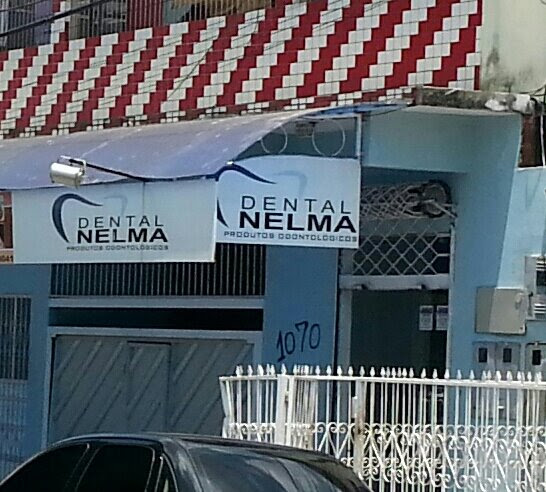 DENTAL
NELMA
PRODUTOS ODONTOLÓGICOS
DENTAL
NELMA
PRODUTOS ODONTOLÓGICOS
1070